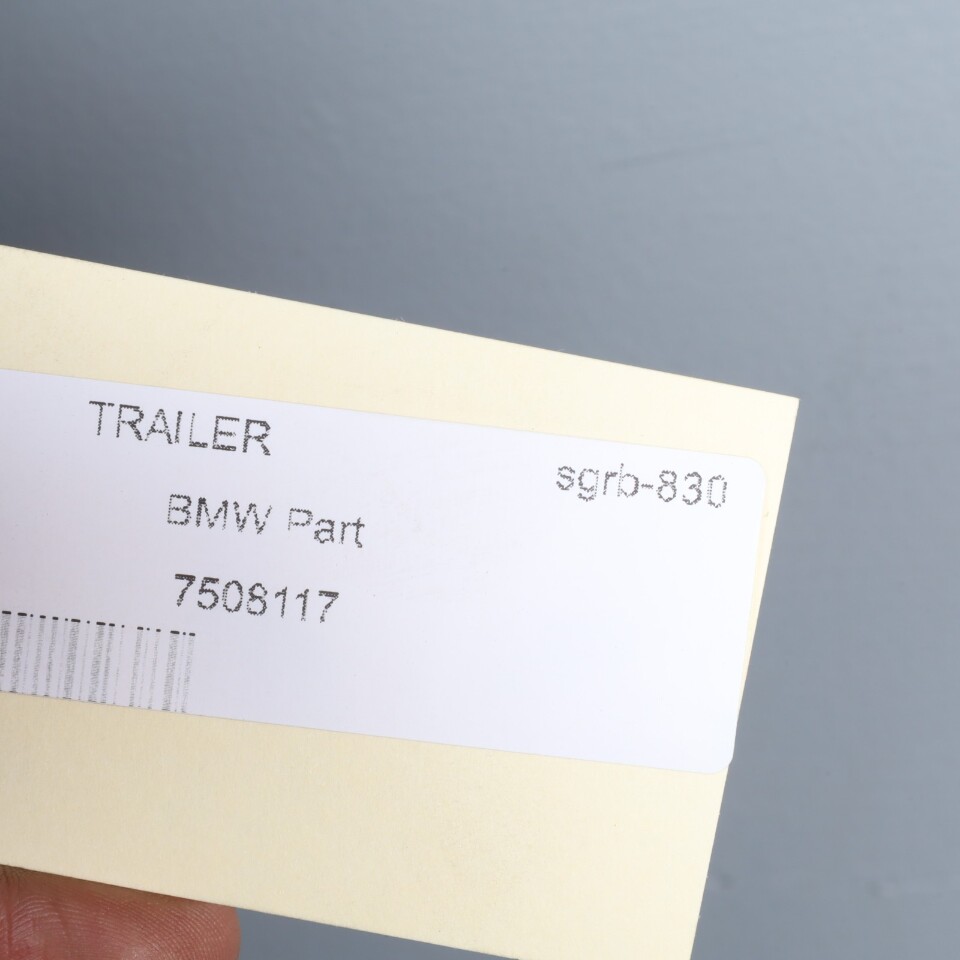 TRAILER
sgrb-830
BMW Part
7508117